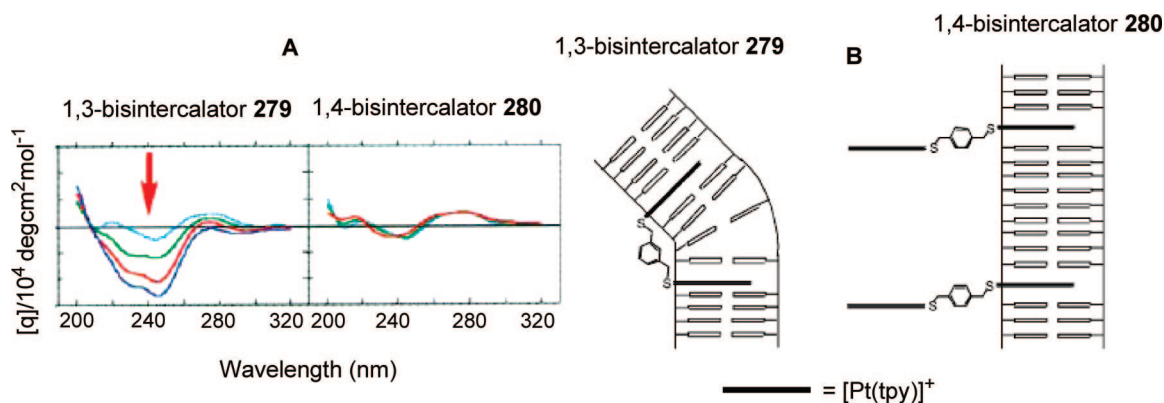 A
1,3-bisintercalator 279
1,4-bisintercalator 280
[q]/10⁴ degcm²mol⁻¹
200 240 280 320 200 240 280 320
Wavelength (nm)
1,3-bisintercalator 279
S
S
B
1,4-bisintercalator 280
S S
S S
= [Pt(tpy)]⁺